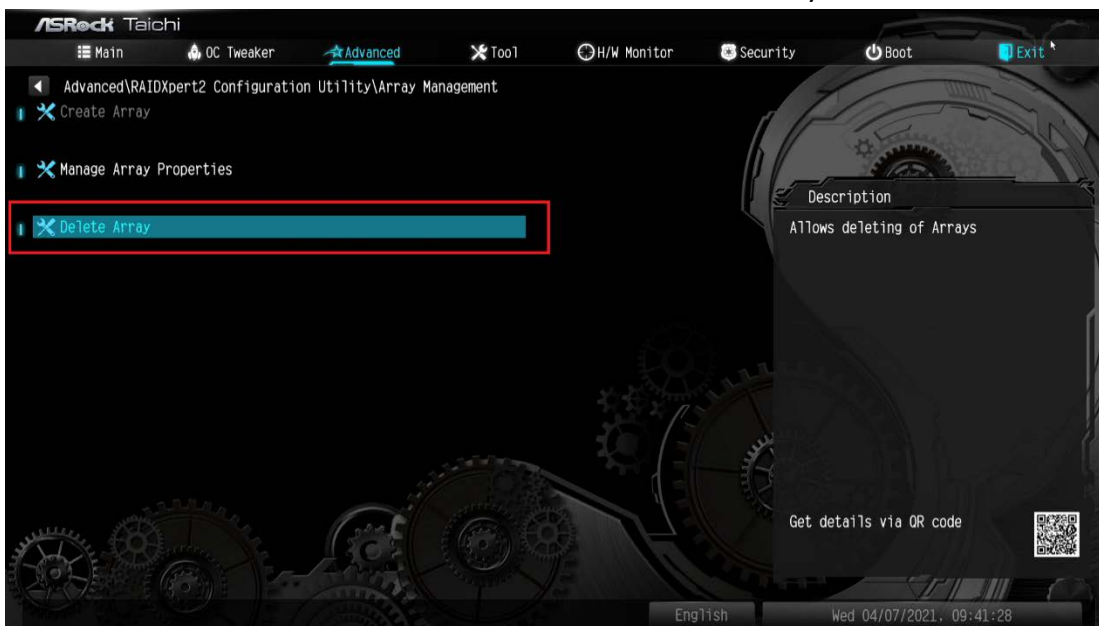 ASRock Taichi
Main OC Tweaker Advanced Tool H/W Monitor Security Boot Exit
Advanced\RAIDXpert2 Configuration Utility\Array Management
Create Array
Manage Array Properties
Delete Array
Description
Allows deleting of Arrays
Get details via QR code
English Wed 04/07/2021, 09:41:28